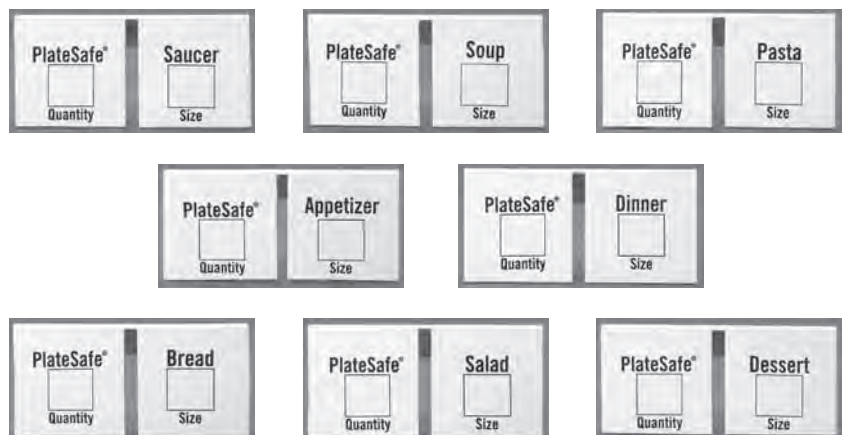 PlateSafe® Saucer
Quantity Size
PlateSafe® Soup
Quantity Size
PlateSafe® Pasta
Quantity Size
PlateSafe® Appetizer
Quantity Size
PlateSafe® Dinner
Quantity Size
PlateSafe® Bread
Quantity Size
PlateSafe® Salad
Quantity Size
PlateSafe® Dessert
Quantity Size